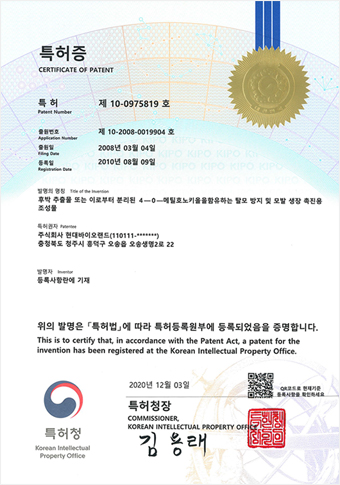 특허증
CERTIFICATE OF PATENT
특 허 제 10-0975819 호
Patent Number
출원번호 제 10-2008-0019904 호
Application Number
출원일 2008년 03월 04일
Filing Date
등록일 2010년 08월 09일
Registration Date
발명의 명칭 Title of the Invention
후박 추출물 또는 이로부터 분리된 4-O-메틸호노키올을함유하는 탈모 방지 및 모발 생장 촉진용
조성물
특허권자 Patentee
주식회사 현대바이오랜드(110111-*******)
충청북도 청주시 흥덕구 오송읍 오송생명2로 22
발명자 Inventor
등록사항란에 기재
위의 발명은 「특허법」에 따라 특허등록원부에 등록되었음을 증명합니다.
This is to certify that, in accordance with the Patent Act, a patent for the
invention has been registered at the Korean Intellectual Property Office.
2020년 12월 03일
QR코드로 현재기준
등록사항을 확인하세요
특허청장
COMMISSIONER,
KOREAN INTELLECTUAL PROPERTY OFFICE
김용래
특허청
Korean Intellectual
Property Office